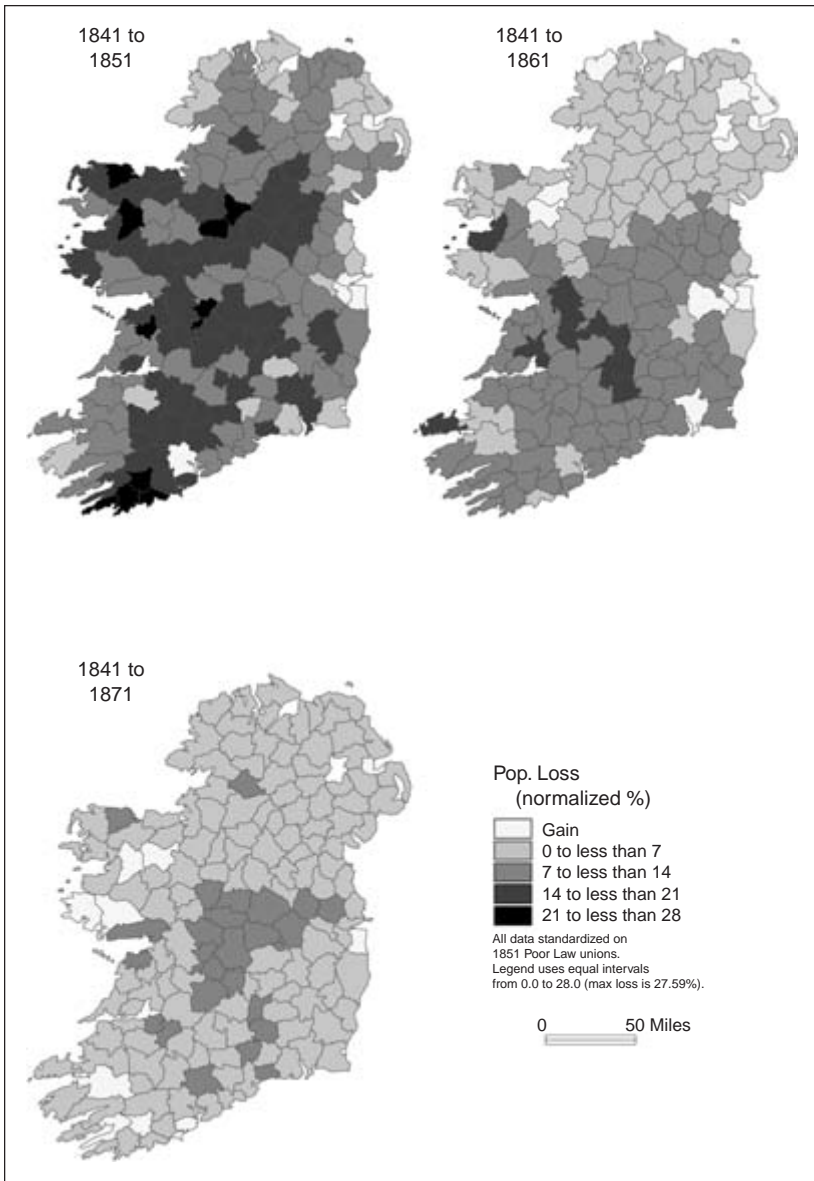 1841 to
1851
1841 to
1861
1841 to
1871
Pop. Loss
(normalized %)
Gain
0 to less than 7
7 to less than 14
14 to less than 21
21 to less than 28
All data standardized on
1851 Poor Law unions.
Legend uses equal intervals
from 0.0 to 28.0 (max loss is 27.59%).
0 50 Miles